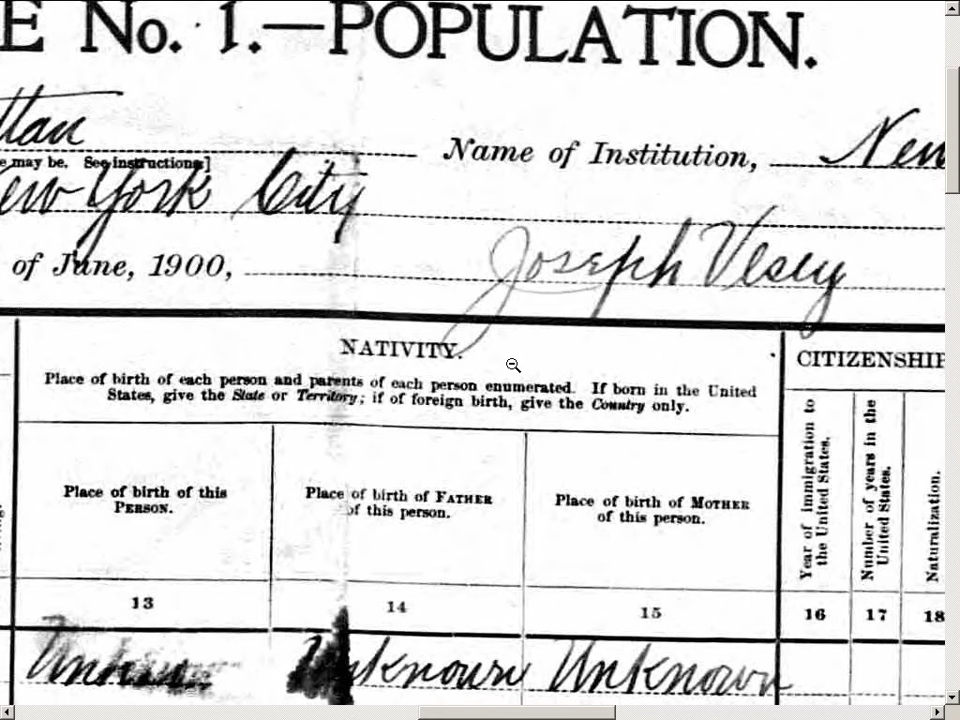 E No. 1.—POPULATION.
ttan
e may be. See instructions]
Name of Institution, New
ew York City
of June, 1900, Joseph Vesey
NATIVITY.
CITIZENSHIP
Place of birth of each person and parents of each person enumerated. If born in the United
States, give the State or Territory; if of foreign birth, give the Country only.
Place of birth of this
PERSON.
Place of birth of FATHER
of this person.
Place of birth of MOTHER
of this person.
Year of immigration to
the United States.
Number of years in the
United States.
Naturalization.
13 14 15 16 17 18
Unknown Unknown Unknown